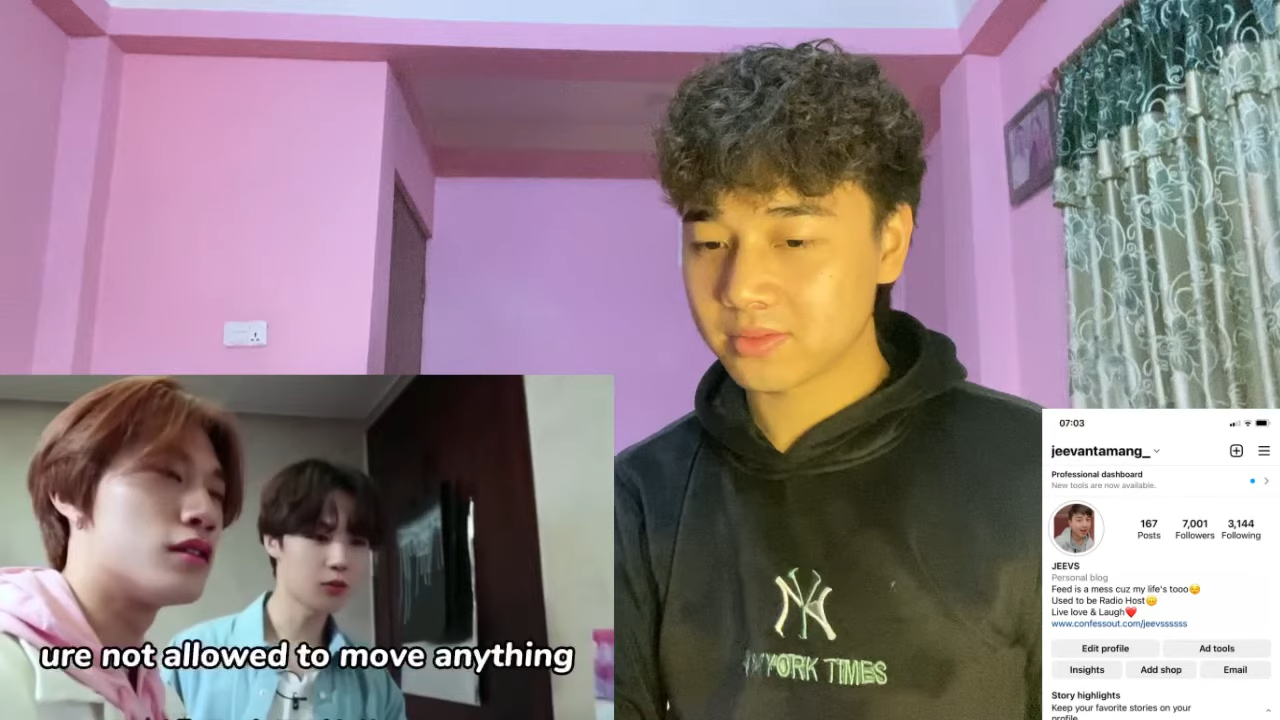 NY
YORK TIMES
ure not allowed to move anything
07:03
jeevantamang_
Professional dashboard
New tools are now available.
167 7,001 3,144
Posts Followers Following
JEEVS
Personal blog
Feed is a mess cuz my life's tooo😏
Used to be Radio Host🙂
Live love & Laugh❤️
www.confessout.com/jeevssssss
Edit profile Ad tools
Insights Add shop Email
Story highlights
Keep your favorite stories on your
profile